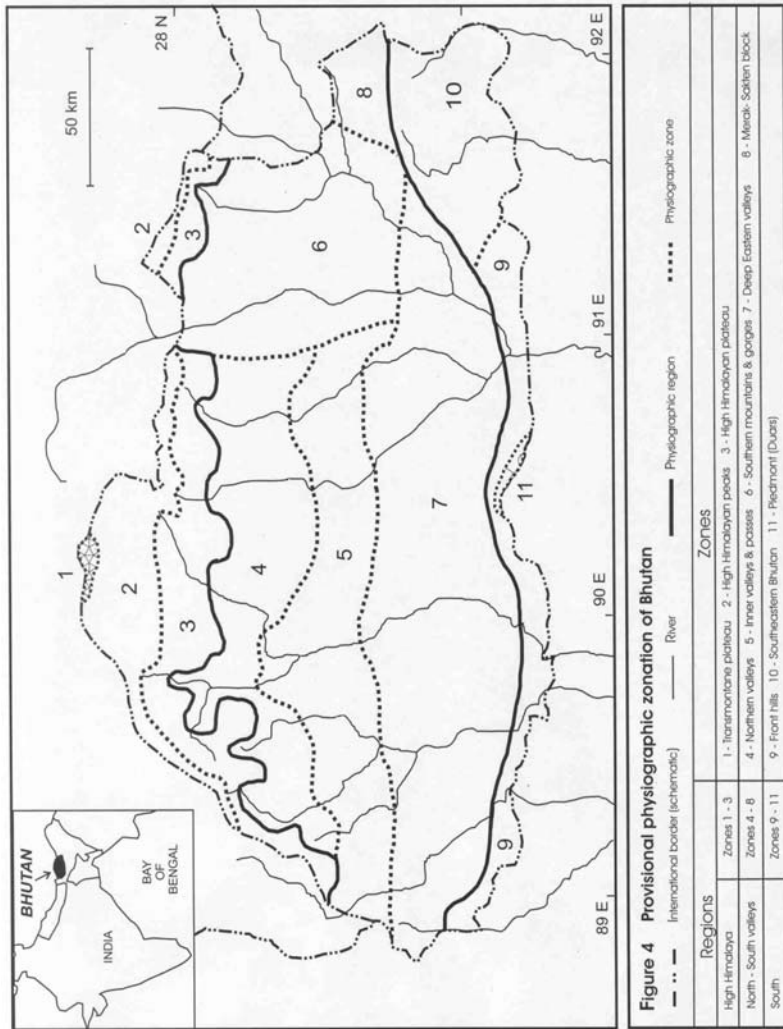 BHUTAN
INDIA
BAY
OF
BENGAL
50 km
28 N
1
2
2
3
3
4
5
6
7
8
9
9
10
11
89 E
90 E
91 E
92 E
Figure 4 Provisional physiographic zonation of Bhutan
International border (schematic) River Physiographic region Physiographic zone
Regions Zones
High Himalaya Zones 1 - 3 1 - Transmontane plateau 2 - High Himalayan peaks 3 - High Himalayan plateau
North - South valleys Zones 4 - 8 4 - Northern valleys 5 - Inner valleys & passes 6 - Southern mountains & gorges 7 - Deep Eastern valleys 8 - Merak- Sakten block
South Zones 9 - 11 9 - Front hills 10 - Southeastern Bhutan 11 - Piedmont (Duars)